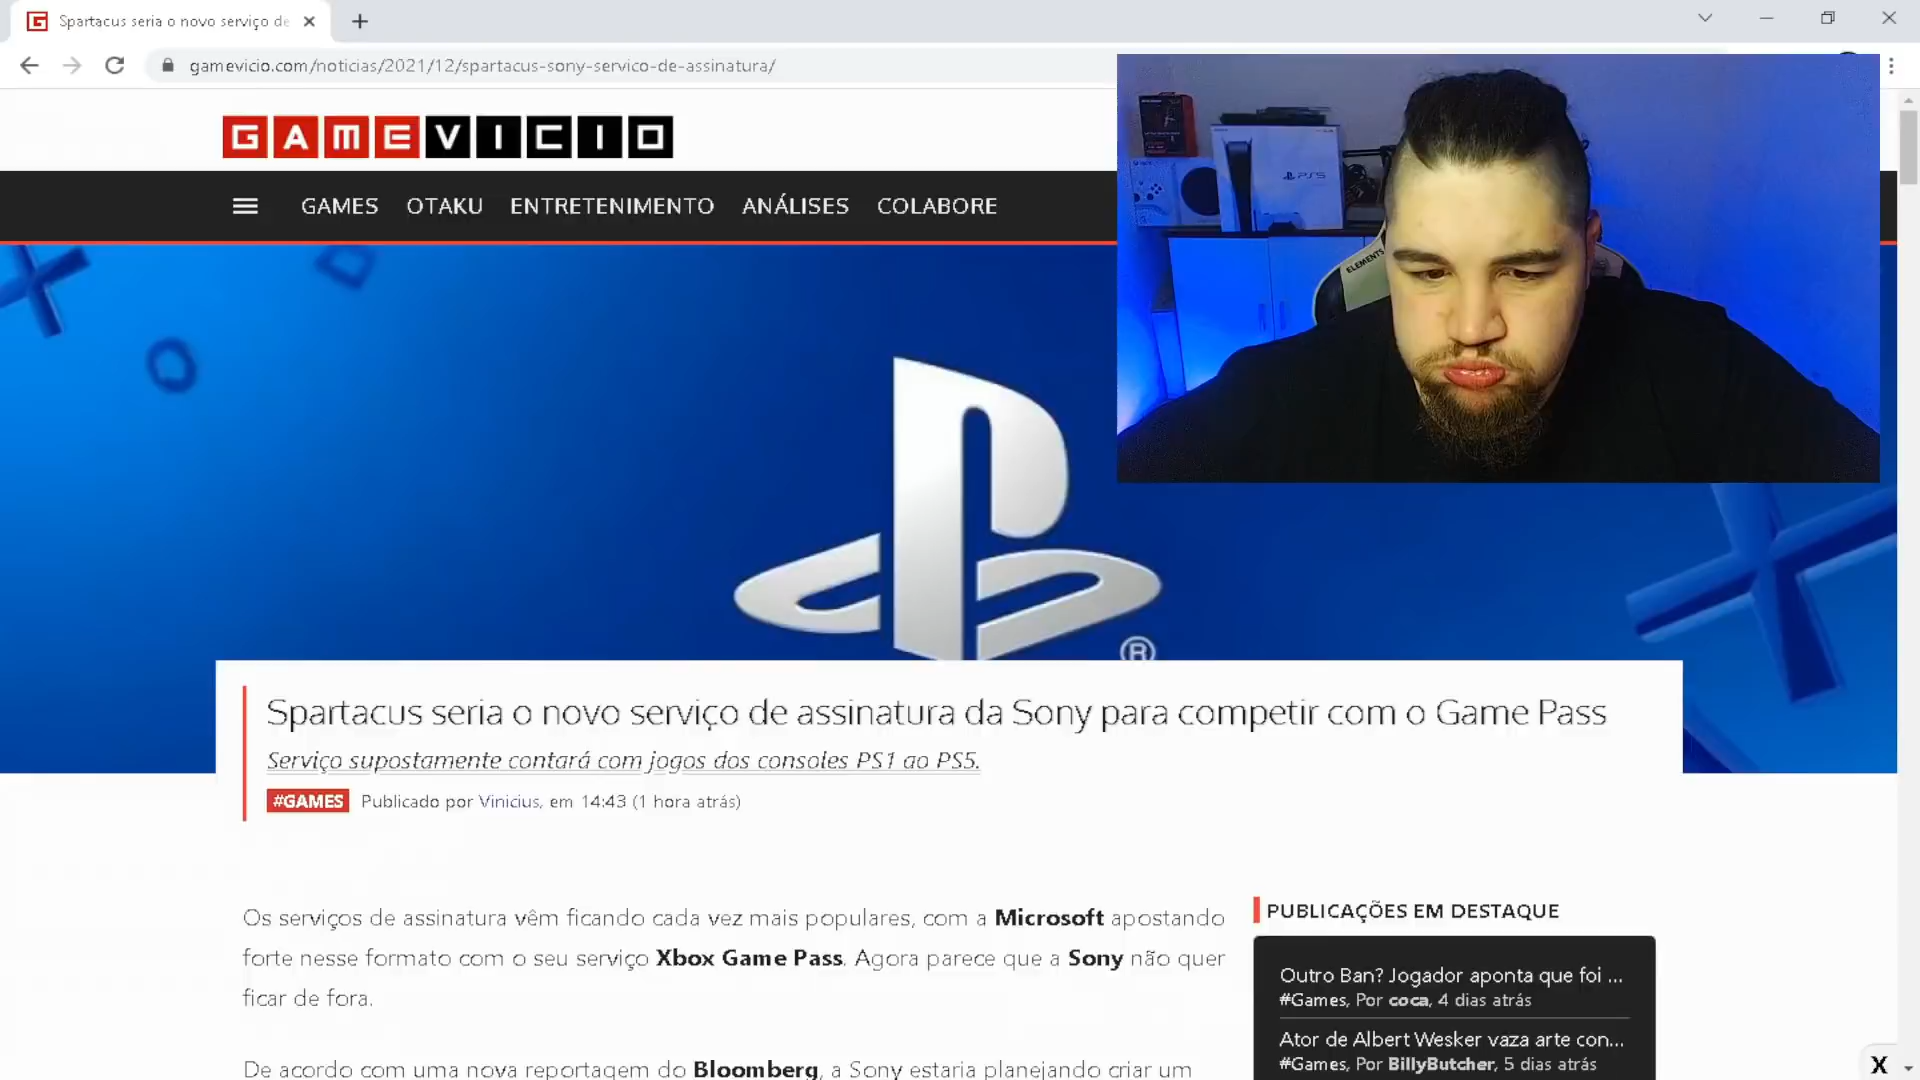 Spartacus seria o novo serviço de
gamevicio.com/noticias/2021/12/spartacus-sony-servico-de-assinatura/
GAMEVICIO
GAMES OTAKU ENTRETENIMENTO ANÁLISES COLABORE
PS5
ELEMENTS
®
Spartacus seria o novo serviço de assinatura da Sony para competir com o Game Pass
Serviço supostamente contará com jogos dos consoles PS1 ao PS5.
#GAMES Publicado por Vinicius, em 14:43 (1 hora atrás)
Os serviços de assinatura vêm ficando cada vez mais populares, com a Microsoft apostando
forte nesse formato com o seu serviço Xbox Game Pass. Agora parece que a Sony não quer
ficar de fora.
De acordo com uma nova reportagem do Bloomberg, a Sony estaria planejando criar um
PUBLICAÇÕES EM DESTAQUE
Outro Ban? Jogador aponta que foi ...
#Games, Por coca, 4 dias atrás
Ator de Albert Wesker vaza arte con...
#Games, Por BillyButcher, 5 dias atrás
X